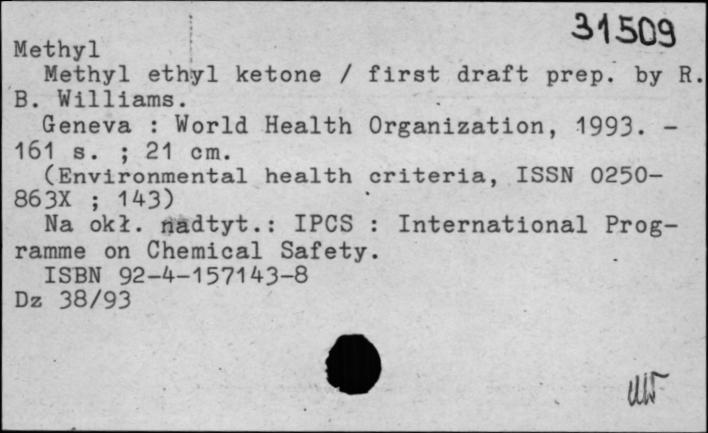 31509
Methyl
Methyl ethyl ketone / first draft prep. by R.
B. Williams.
Geneva : World Health Organization, 1993. -
161 s. ; 21 cm.
(Environmental health criteria, ISSN 0250-
863X ; 143)
Na okł. nadtyt.: IPCS : International Prog-
ramme on Chemical Safety.
ISBN 92-4-157143-8
Dz 38/93